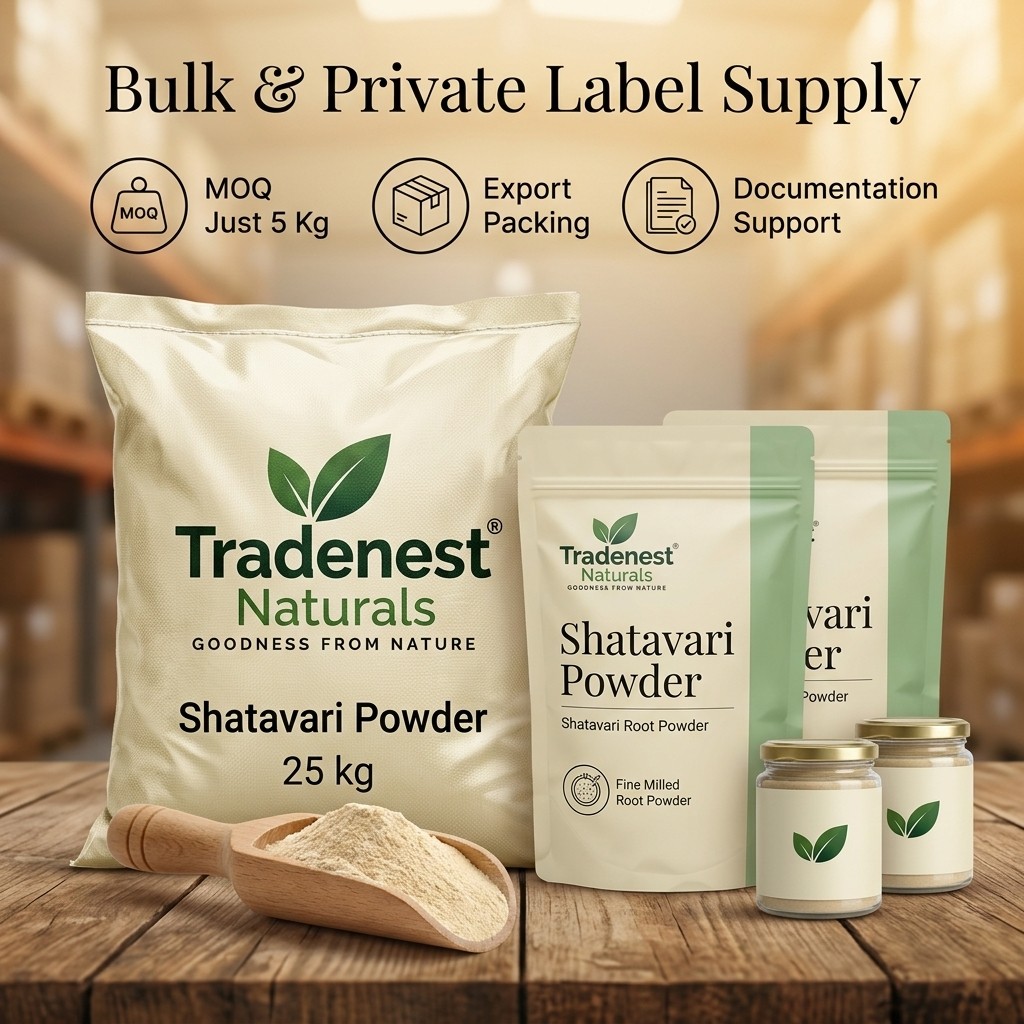 Bulk & Private Label Supply
MOQ
MOQ
Just 5 Kg
Export
Packing
Documentation
Support
Tradenest®
Naturals
GOODNESS FROM NATURE
Shatavari Powder
25 kg
Tradenest®
Naturals
GOODNESS FROM NATURE
Shatavari
Powder
Shatavari Root Powder
Fine Milled
Root Powder
vari
er
Powder